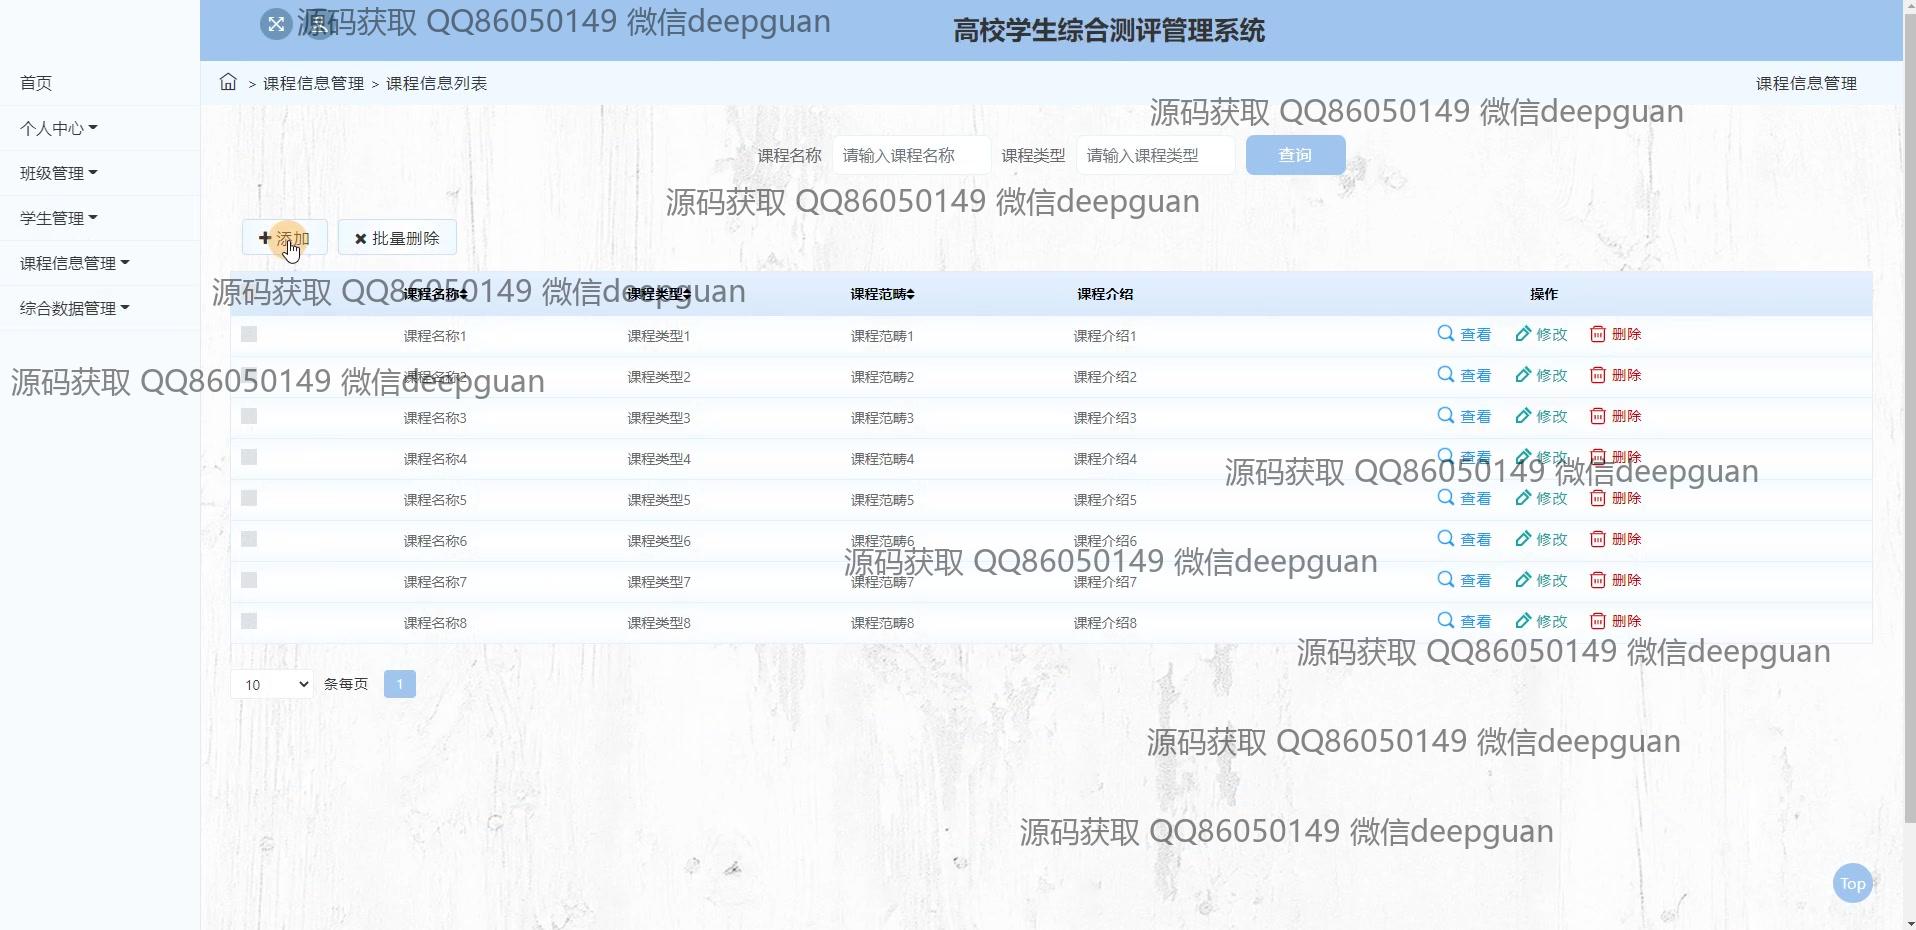 源码获取 QQ86050149 微信deepguan
高校学生综合测评管理系统
首页
> 课程信息管理 > 课程信息列表
课程信息管理
个人中心
源码获取 QQ86050149 微信deepguan
课程名称 请输入课程名称 课程类型 请输入课程类型 查询
班级管理
源码获取 QQ86050149 微信deepguan
学生管理
添加 批量删除
课程信息管理
源码获取 QQ86050149 微信deepguan
课程名称 课程类型 课程范畴 课程介绍 操作
综合数据管理
课程名称1 课程类型1 课程范畴1 课程介绍1 查看 修改 删除
源码获取 QQ86050149 微信deepguan
课程名称2 课程类型2 课程范畴2 课程介绍2 查看 修改 删除
课程名称3 课程类型3 课程范畴3 课程介绍3 查看 修改 删除
课程名称4 课程类型4 课程范畴4 课程介绍4 查看 修改 删除
源码获取 QQ86050149 微信deepguan
课程名称5 课程类型5 课程范畴5 课程介绍5 查看 修改 删除
课程名称6 课程类型6 课程范畴6 课程介绍6 查看 修改 删除
源码获取 QQ86050149 微信deepguan
课程名称7 课程类型7 课程范畴7 课程介绍7 查看 修改 删除
课程名称8 课程类型8 课程范畴8 课程介绍8 查看 修改 删除
源码获取 QQ86050149 微信deepguan
10 条每页 1
源码获取 QQ86050149 微信deepguan
源码获取 QQ86050149 微信deepguan
Top